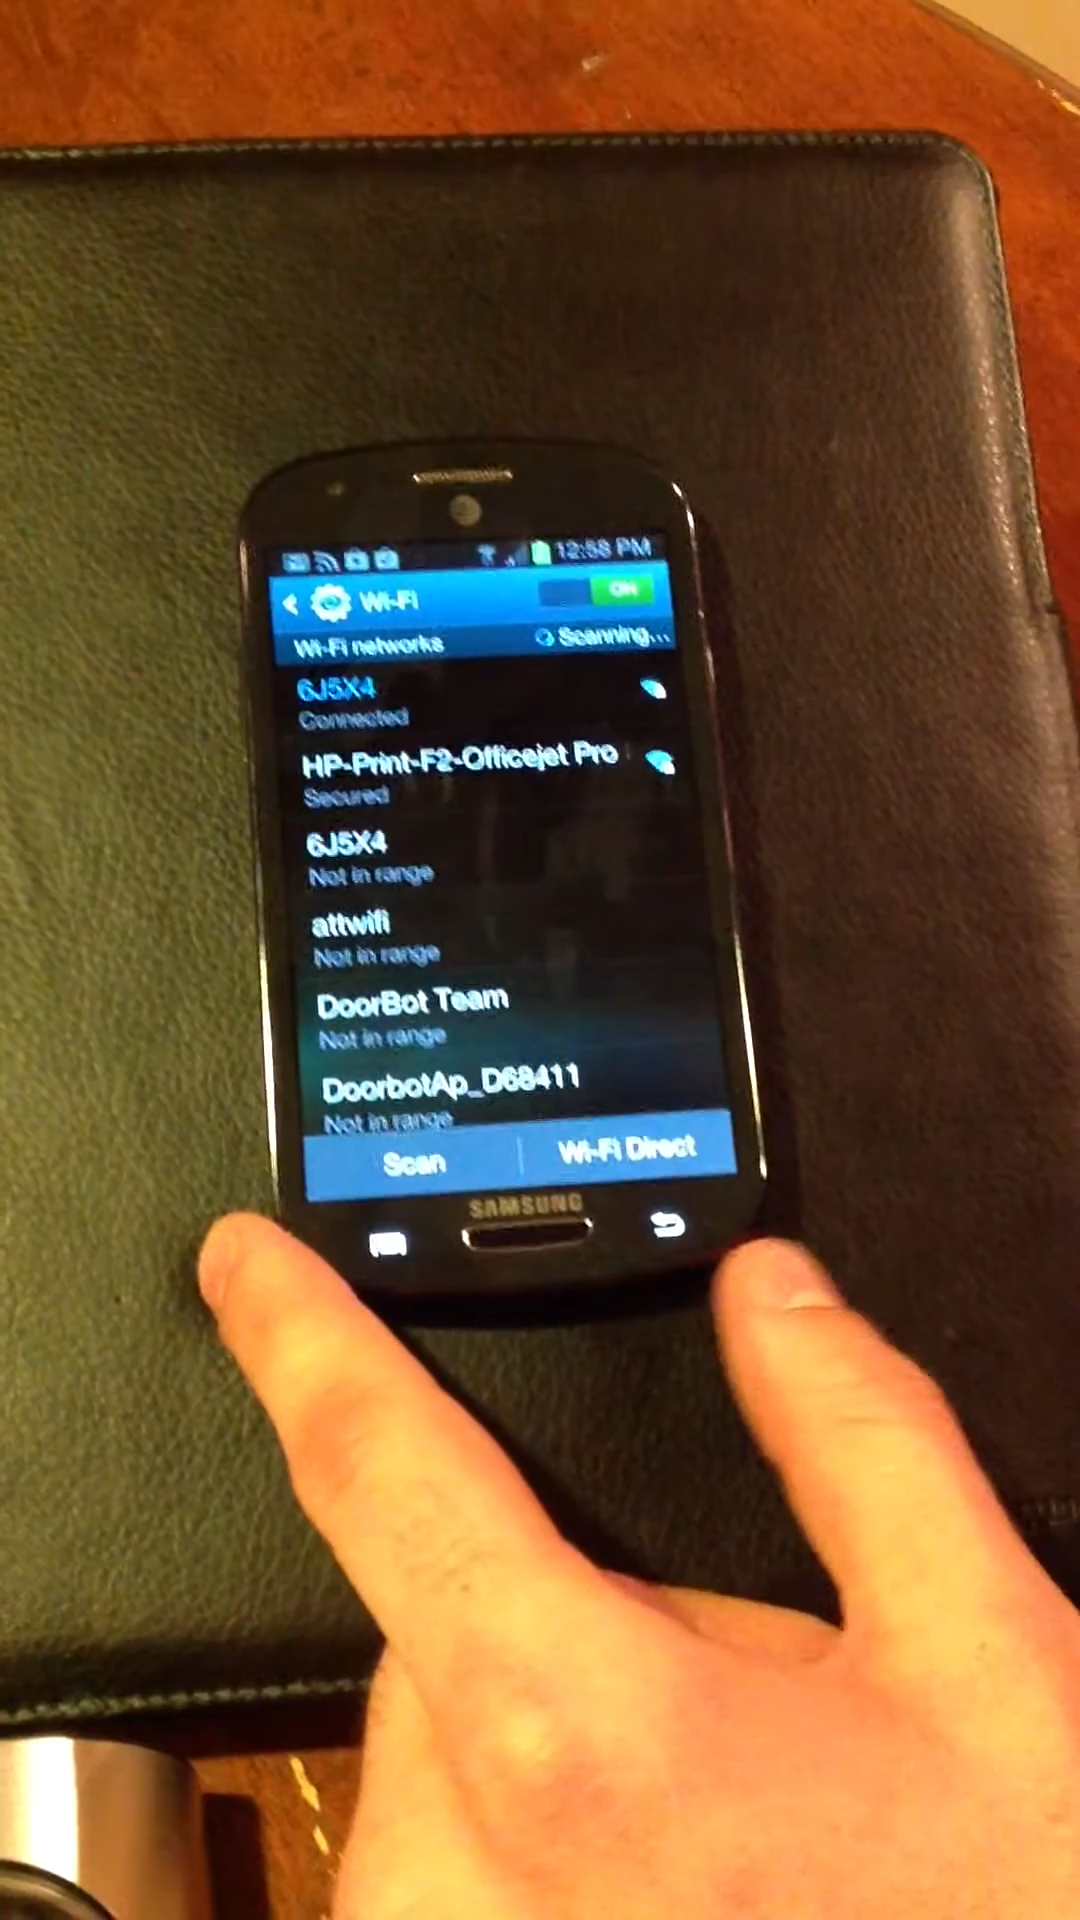 12:58 PM
Wi-Fi
ON
Wi-Fi networks
Scanning...
6J5X4
Connected
HP-Print-F2-Officejet Pro
Secured
6J5X4
Not in range
attwifi
Not in range
DoorBot Team
Not in range
DoorbotAp_D68411
Not in range
Scan
Wi-Fi Direct
SAMSUNG